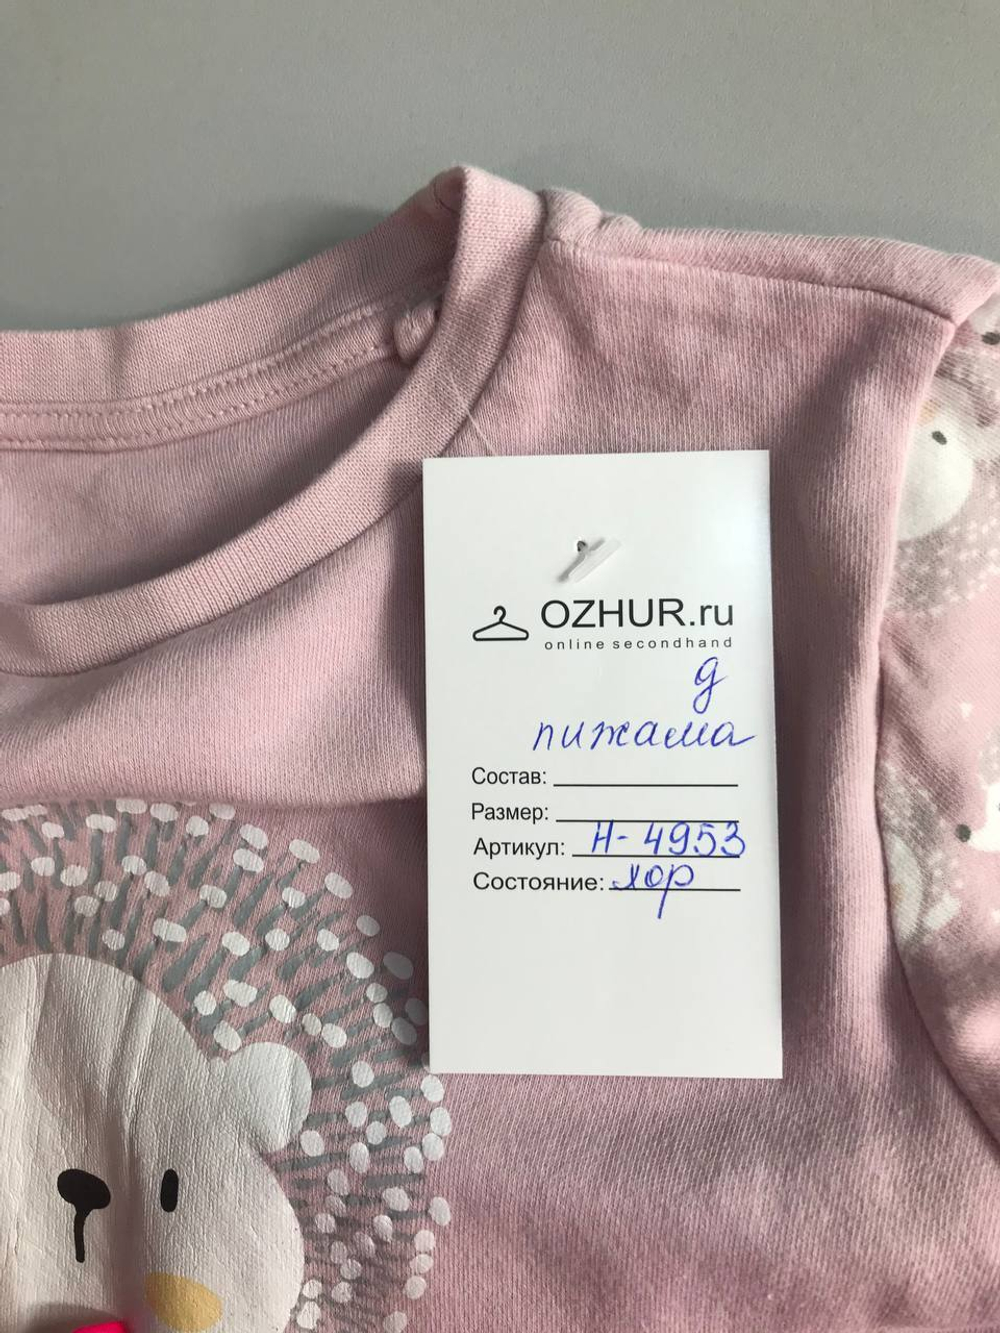 OZHUR.ru
online secondhand
д
пижама
Состав:
Размер:
Артикул: Н-4953
Состояние: хор